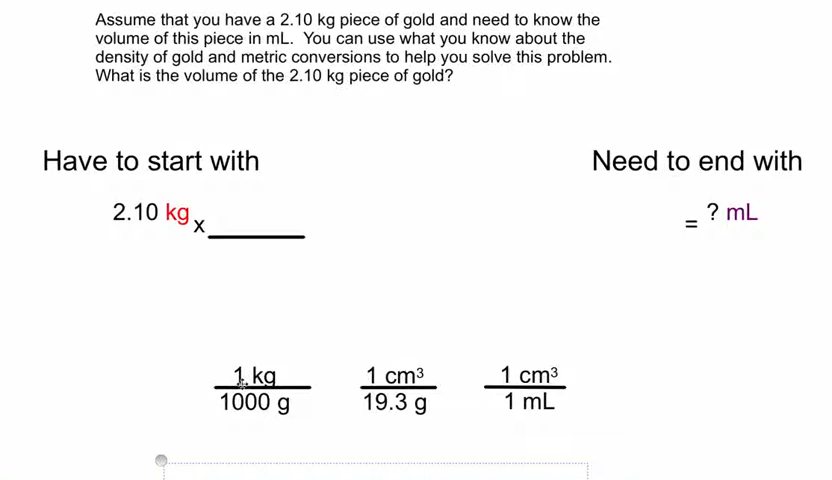 Assume that you have a 2.10 kg piece of gold and need to know the
volume of this piece in mL.  You can use what you know about the
density of gold and metric conversions to help you solve this problem.
What is the volume of the 2.10 kg piece of gold?
Have to start with
Need to end with
2.10 kg x
= ? mL
1 kg
1000 g
1 cm³
19.3 g
1 cm³
1 mL